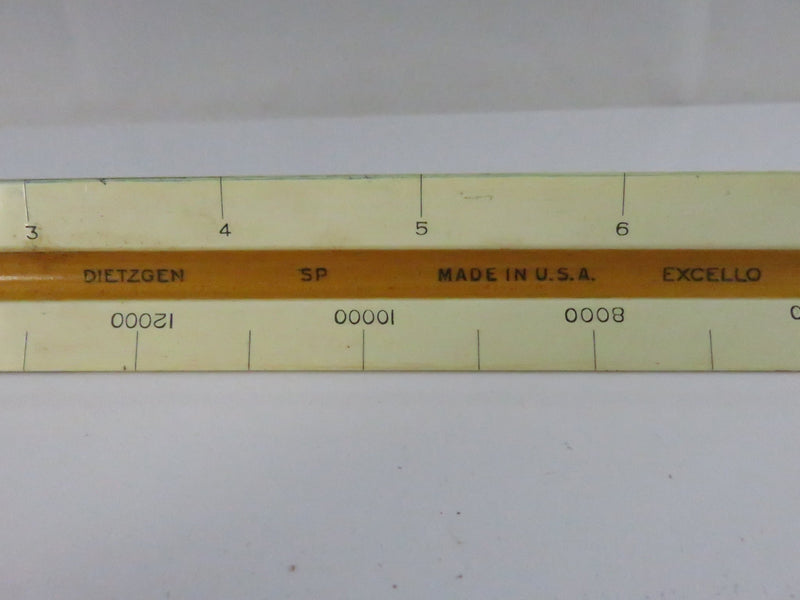 3 4 5 6
DIETZGEN SP MADE IN U.S.A. EXCELLO
8000 10000 12000